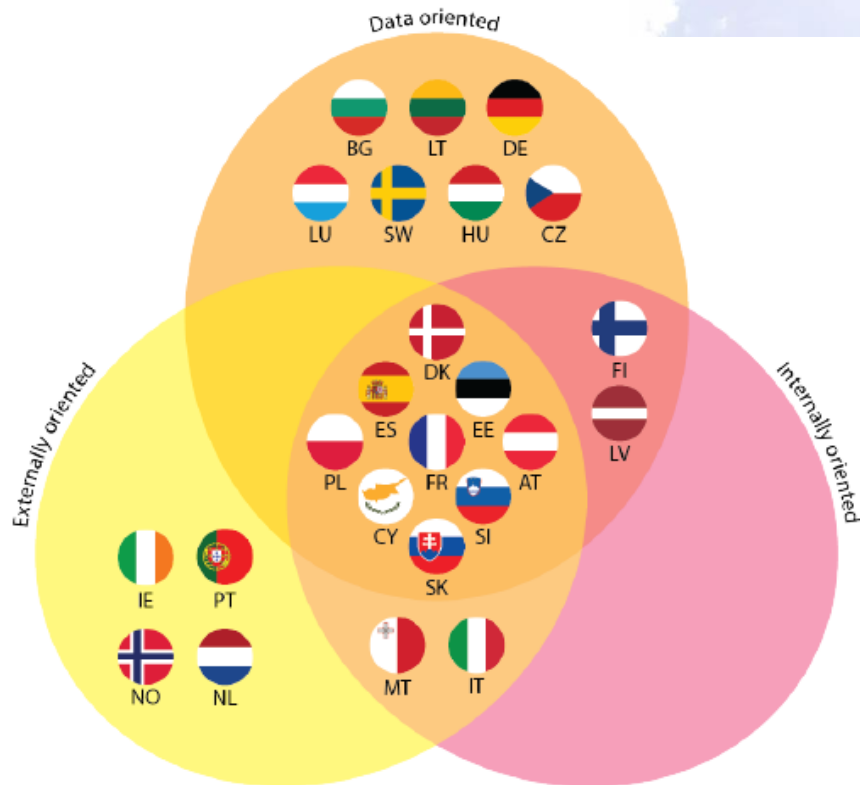 Data oriented
BG LT DE
LU SW HU CZ
Externally oriented
Internally oriented
DK
FI
ES EE
LV
PL FR AT
CY SI
SK
IE PT
MT IT
NO NL